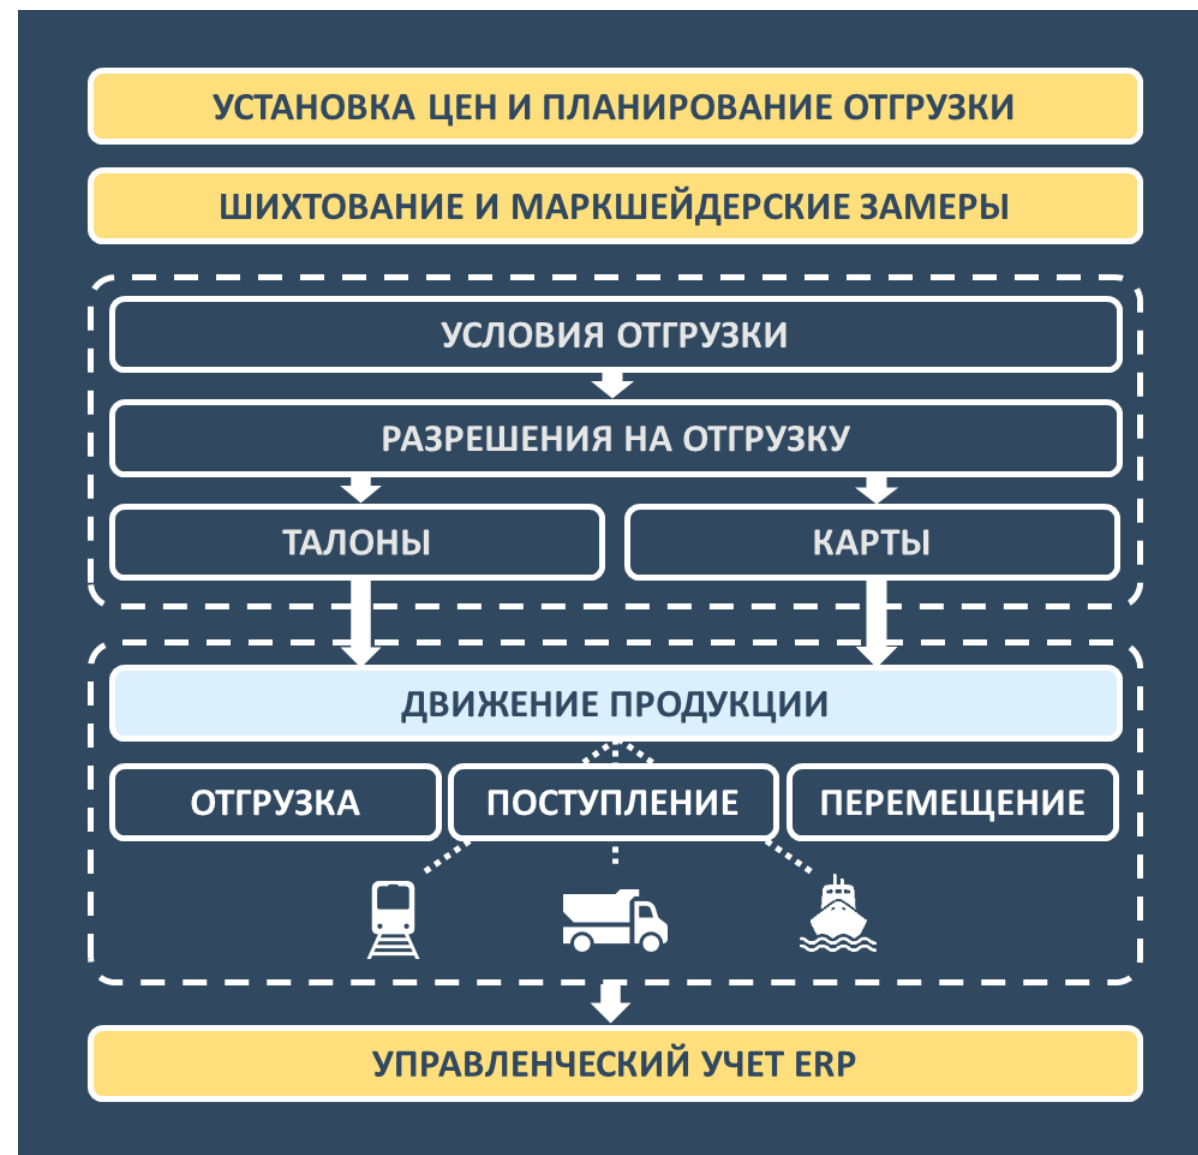 УСТАНОВКА ЦЕН И ПЛАНИРОВАНИЕ ОТГРУЗКИ
ШИХТОВАНИЕ И МАРКШЕЙДЕРСКИЕ ЗАМЕРЫ
УСЛОВИЯ ОТГРУЗКИ
РАЗРЕШЕНИЯ НА ОТГРУЗКУ
ТАЛОНЫ
КАРТЫ
ДВИЖЕНИЕ ПРОДУКЦИИ
ОТГРУЗКА
ПОСТУПЛЕНИЕ
ПЕРЕМЕЩЕНИЕ
УПРАВЛЕНЧЕСКИЙ УЧЕТ ERP